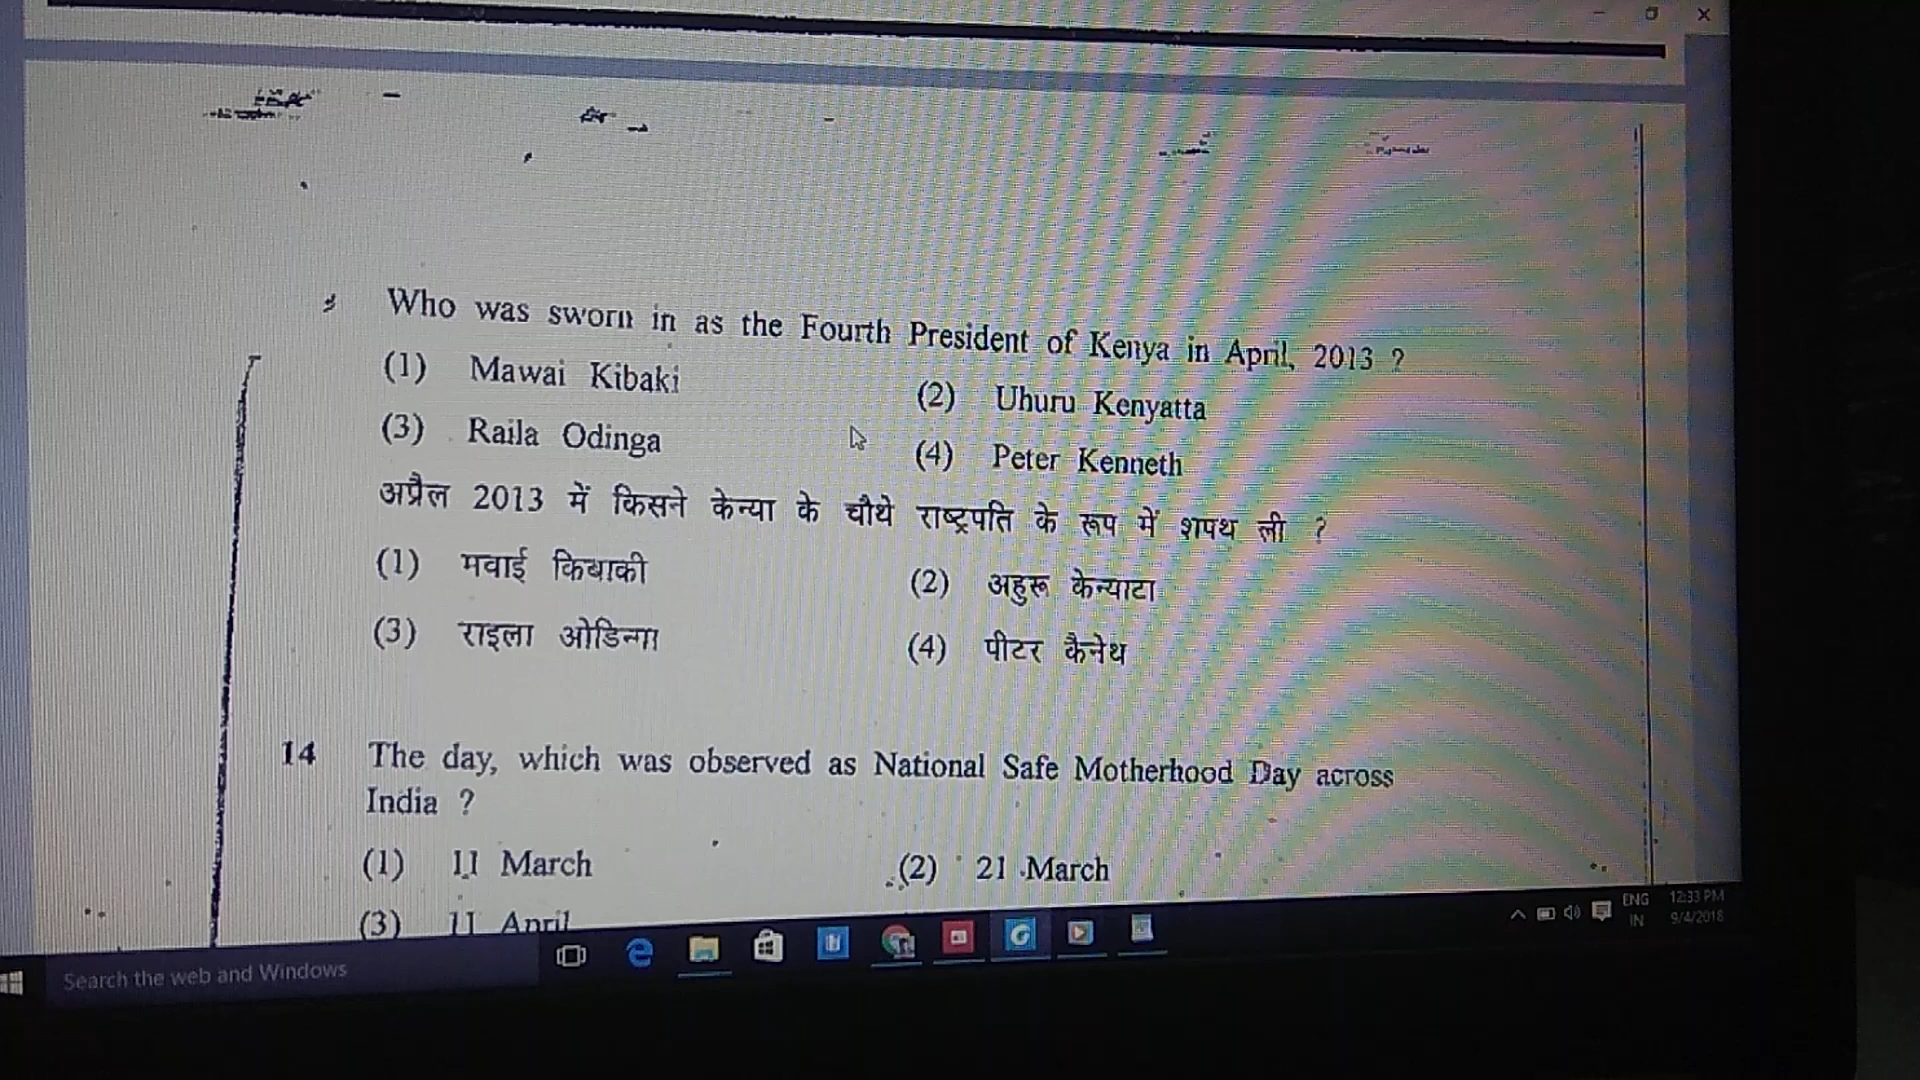 Who was sworn in as the Fourth President of Kenya in April, 2013 ?
(1) Mawai Kibaki (2) Uhuru Kenyatta
(3) Raila Odinga (4) Peter Kenneth
अप्रैल 2013 में किसने केन्या के चौथे राष्ट्रपति के रूप में शपथ ली ?
(1) मवाई किबाकी (2) अहुरू केन्याटा
(3) राइला ओडिन्गा (4) पीटर कैनेथ
14 The day, which was observed as National Safe Motherhood Day across
India ?
(1) 11 March (2) 21 March
(3) 11 April
ENG 12:33 PM
IN 9/4/2018
Search the web and Windows